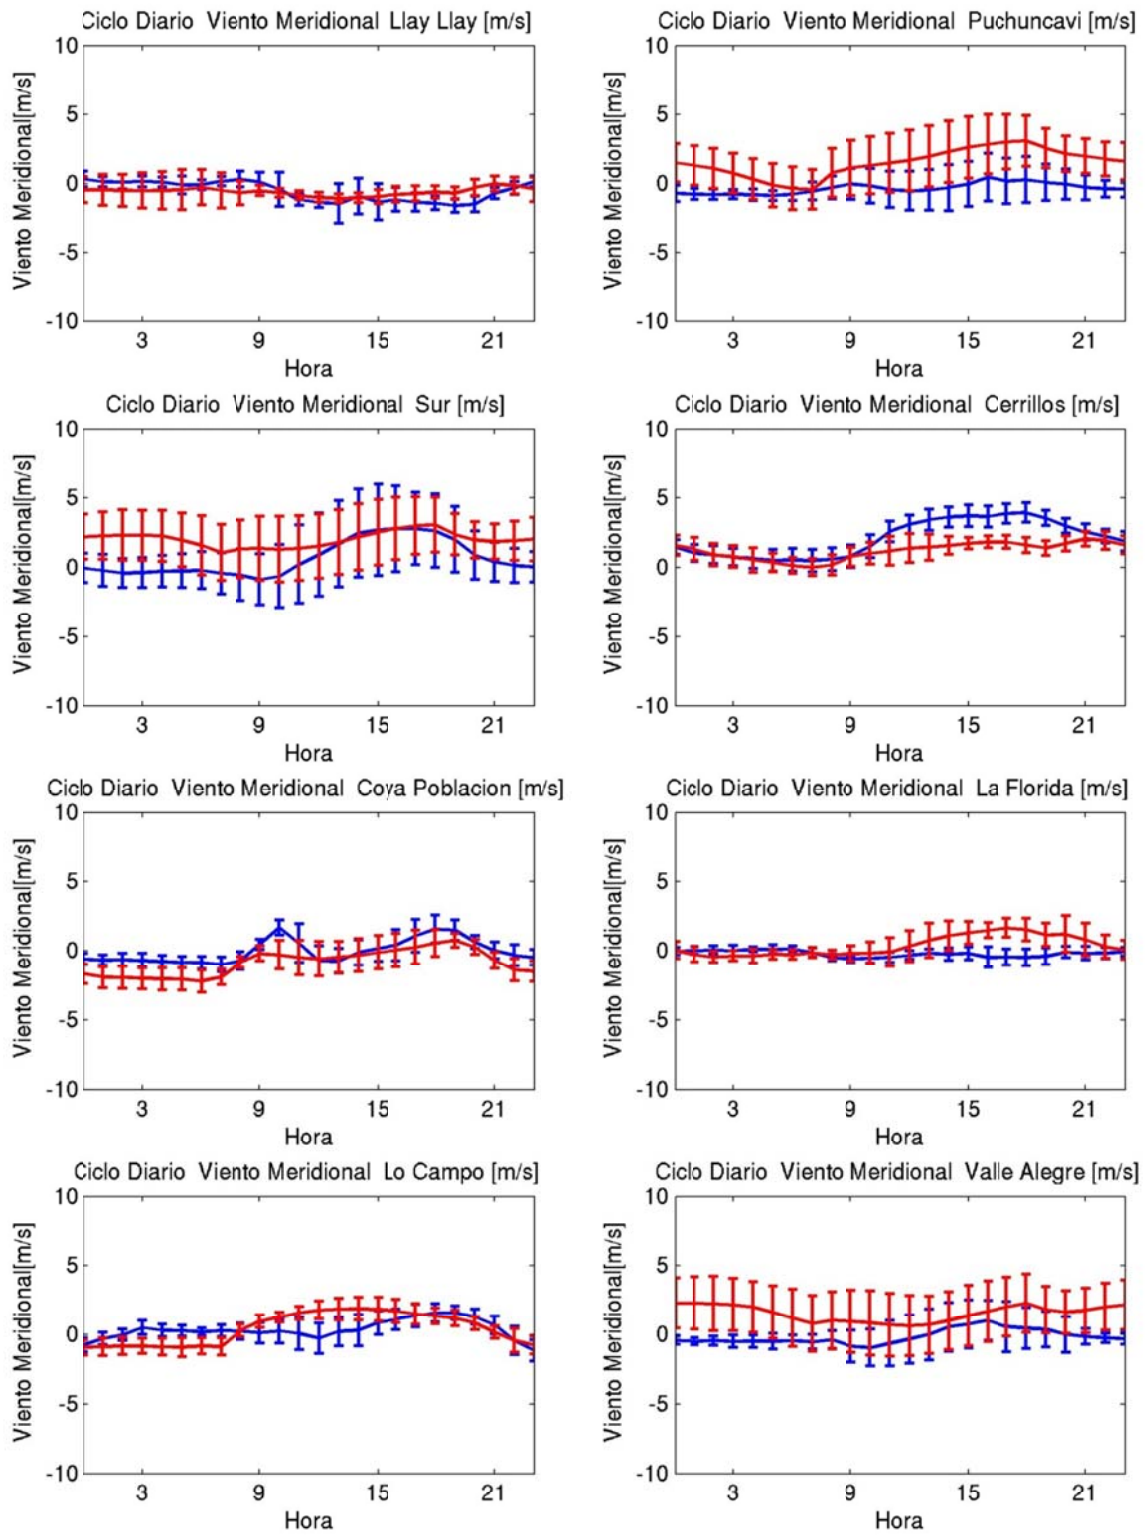 Ciclo Diario Viento Meridional Llay Llay [m/s]
Viento Meridional[m/s]
10
5
0
-5
-10
3 9 15 21
Hora
Ciclo Diario Viento Meridional Puchuncavi [m/s]
Viento Meridional[m/s]
10
5
0
-5
-10
3 9 15 21
Hora
Ciclo Diario Viento Meridional Sur [m/s]
Viento Meridional[m/s]
10
5
0
-5
-10
3 9 15 21
Hora
Ciclo Diario Viento Meridional Cerrillos [m/s]
Viento Meridional[m/s]
10
5
0
-5
-10
3 9 15 21
Hora
Ciclo Diario Viento Meridional Coya Poblacion [m/s]
Viento Meridional[m/s]
10
5
0
-5
-10
3 9 15 21
Hora
Ciclo Diario Viento Meridional La Florida [m/s]
Viento Meridional[m/s]
10
5
0
-5
-10
3 9 15 21
Hora
Ciclo Diario Viento Meridional Lo Campo [m/s]
Viento Meridional[m/s]
10
5
0
-5
-10
3 9 15 21
Hora
Ciclo Diario Viento Meridional Valle Alegre [m/s]
Viento Meridional[m/s]
10
5
0
-5
-10
3 9 15 21
Hora